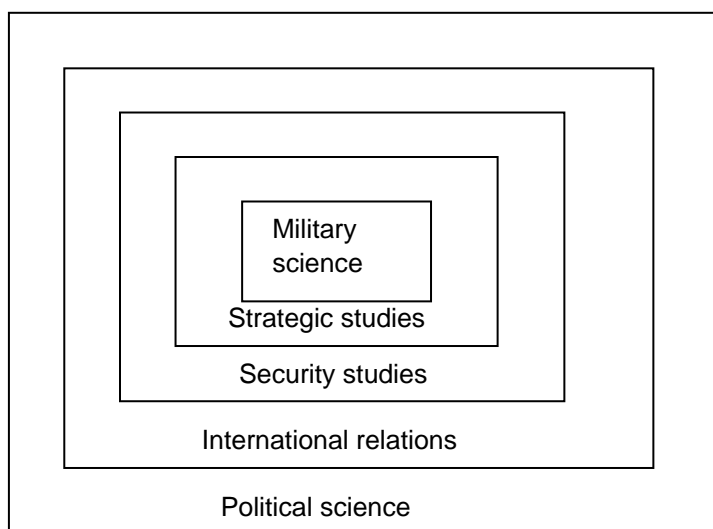 Military
science
Strategic studies
Security studies
International relations
Political science